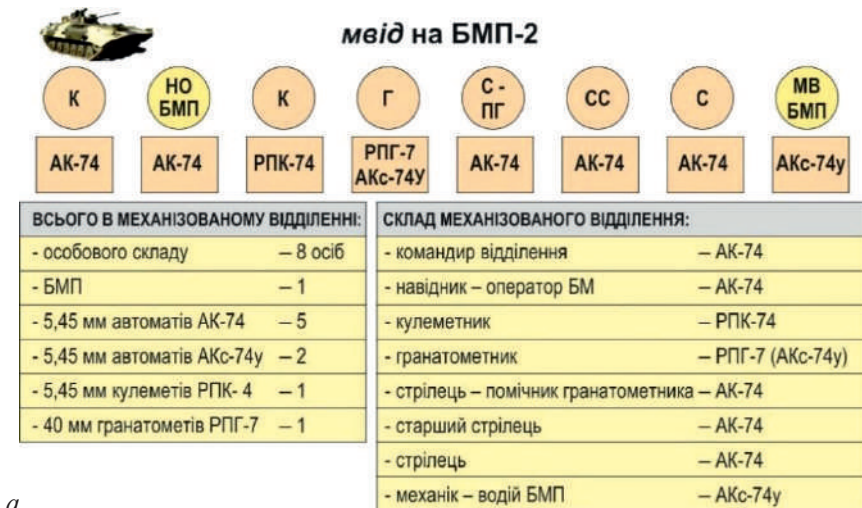 мвід на БМП-2
К
НО
БМП
К
Г
С -
ПГ
СС
С
МВ
БМП
АК-74
АК-74
РПК-74
РПГ-7
АКс-74У
АК-74
АК-74
АК-74
АКс-74у
ВСЬОГО В МЕХАНІЗОВАНОМУ ВІДДІЛЕННІ:
- особового складу – 8 осіб
- БМП – 1
- 5,45 мм автоматів АК-74 – 5
- 5,45 мм автоматів АКс-74у – 2
- 5,45 мм кулеметів РПК- 4 – 1
- 40 мм гранатометів РПГ-7 – 1
СКЛАД МЕХАНІЗОВАНОГО ВІДДІЛЕННЯ:
- командир відділення – АК-74
- навідник – оператор БМ – АК-74
- кулеметник – РПК-74
- гранатометник – РПГ-7 (АКс-74у)
- стрілець – помічник гранатометника – АК-74
- старший стрілець – АК-74
- стрілець – АК-74
- механік – водій БМП – АКс-74у
а